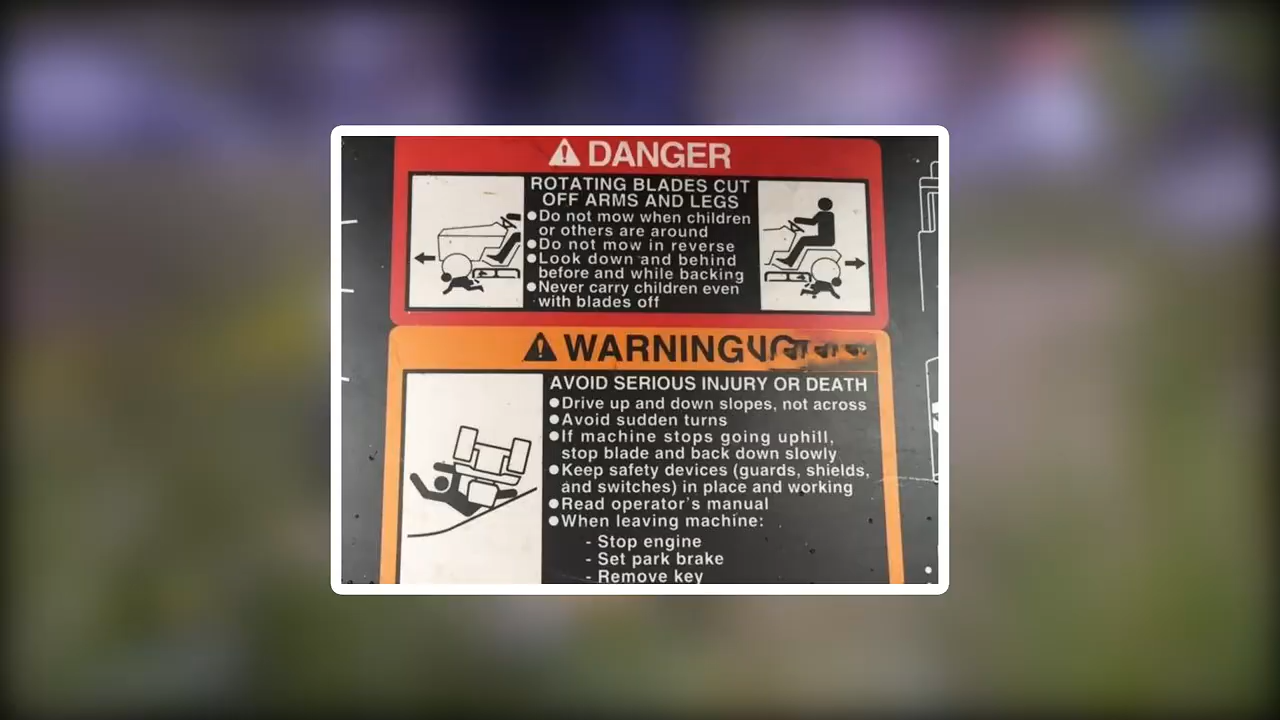 DANGER
ROTATING BLADES CUT
OFF ARMS AND LEGS
●Do not mow when children
or others are around
●Do not mow in reverse
●Look down and behind
before and while backing
●Never carry children even
with blades off
WARNING
AVOID SERIOUS INJURY OR DEATH
●Drive up and down slopes, not across
●Avoid sudden turns
●If machine stops going uphill,
stop blade and back down slowly
●Keep safety devices (guards, shields,
and switches) in place and working
●Read operator's manual
●When leaving machine:
- Stop engine
- Set park brake
- Remove key